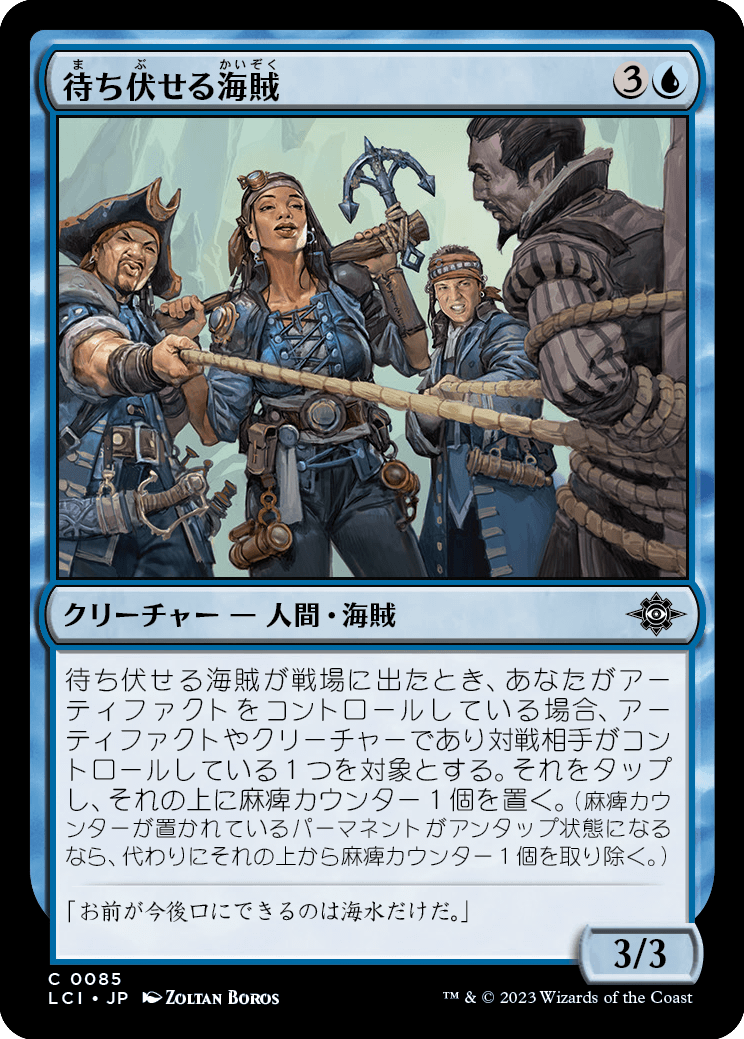 待ち伏せる海賊
ま ぶ かいぞく
3
クリーチャー — 人間・海賊
待ち伏せる海賊が戦場に出たとき、あなたがアー
ティファクトをコントロールしている場合、アー
ティファクトやクリーチャーであり対戦相手がコン
トロールしている１つを対象とする。それをタップ
し、それの上に麻痺カウンター１個を置く。（麻痺カウ
ンターが置かれているパーマネントがアンタップ状態になる
なら、代わりにそれの上から麻痺カウンター１個を取り除く。）
「お前が今後口にできるのは海水だけだ。」
3/3
C 0085
LCI • JP Zoltan Boros
™ & © 2023 Wizards of the Coast